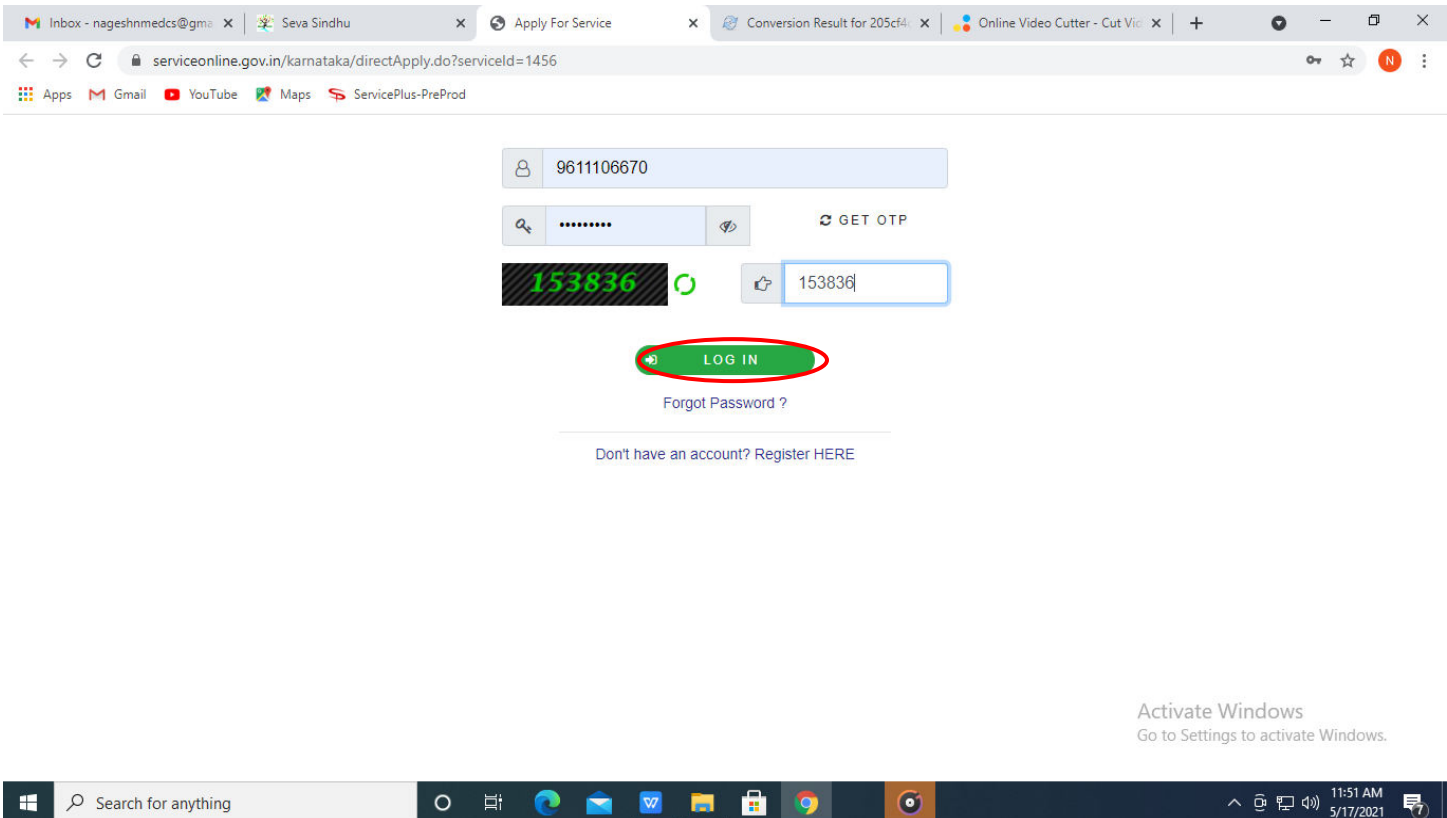 Inbox - nageshnmedcs@gma
Seva Sindhu
Apply For Service
Conversion Result for 205cf4
Online Video Cutter - Cut Vid
serviceonline.gov.in/karnataka/directApply.do?serviceId=1456
N
Apps
Gmail
YouTube
Maps
ServicePlus-PreProd
9611106670
•••••••••
GET OTP
153836
153836
LOG IN
Forgot Password ?
Don't have an account? Register HERE
Activate Windows
Go to Settings to activate Windows.
Search for anything
W
11:51 AM
5/17/2021
7